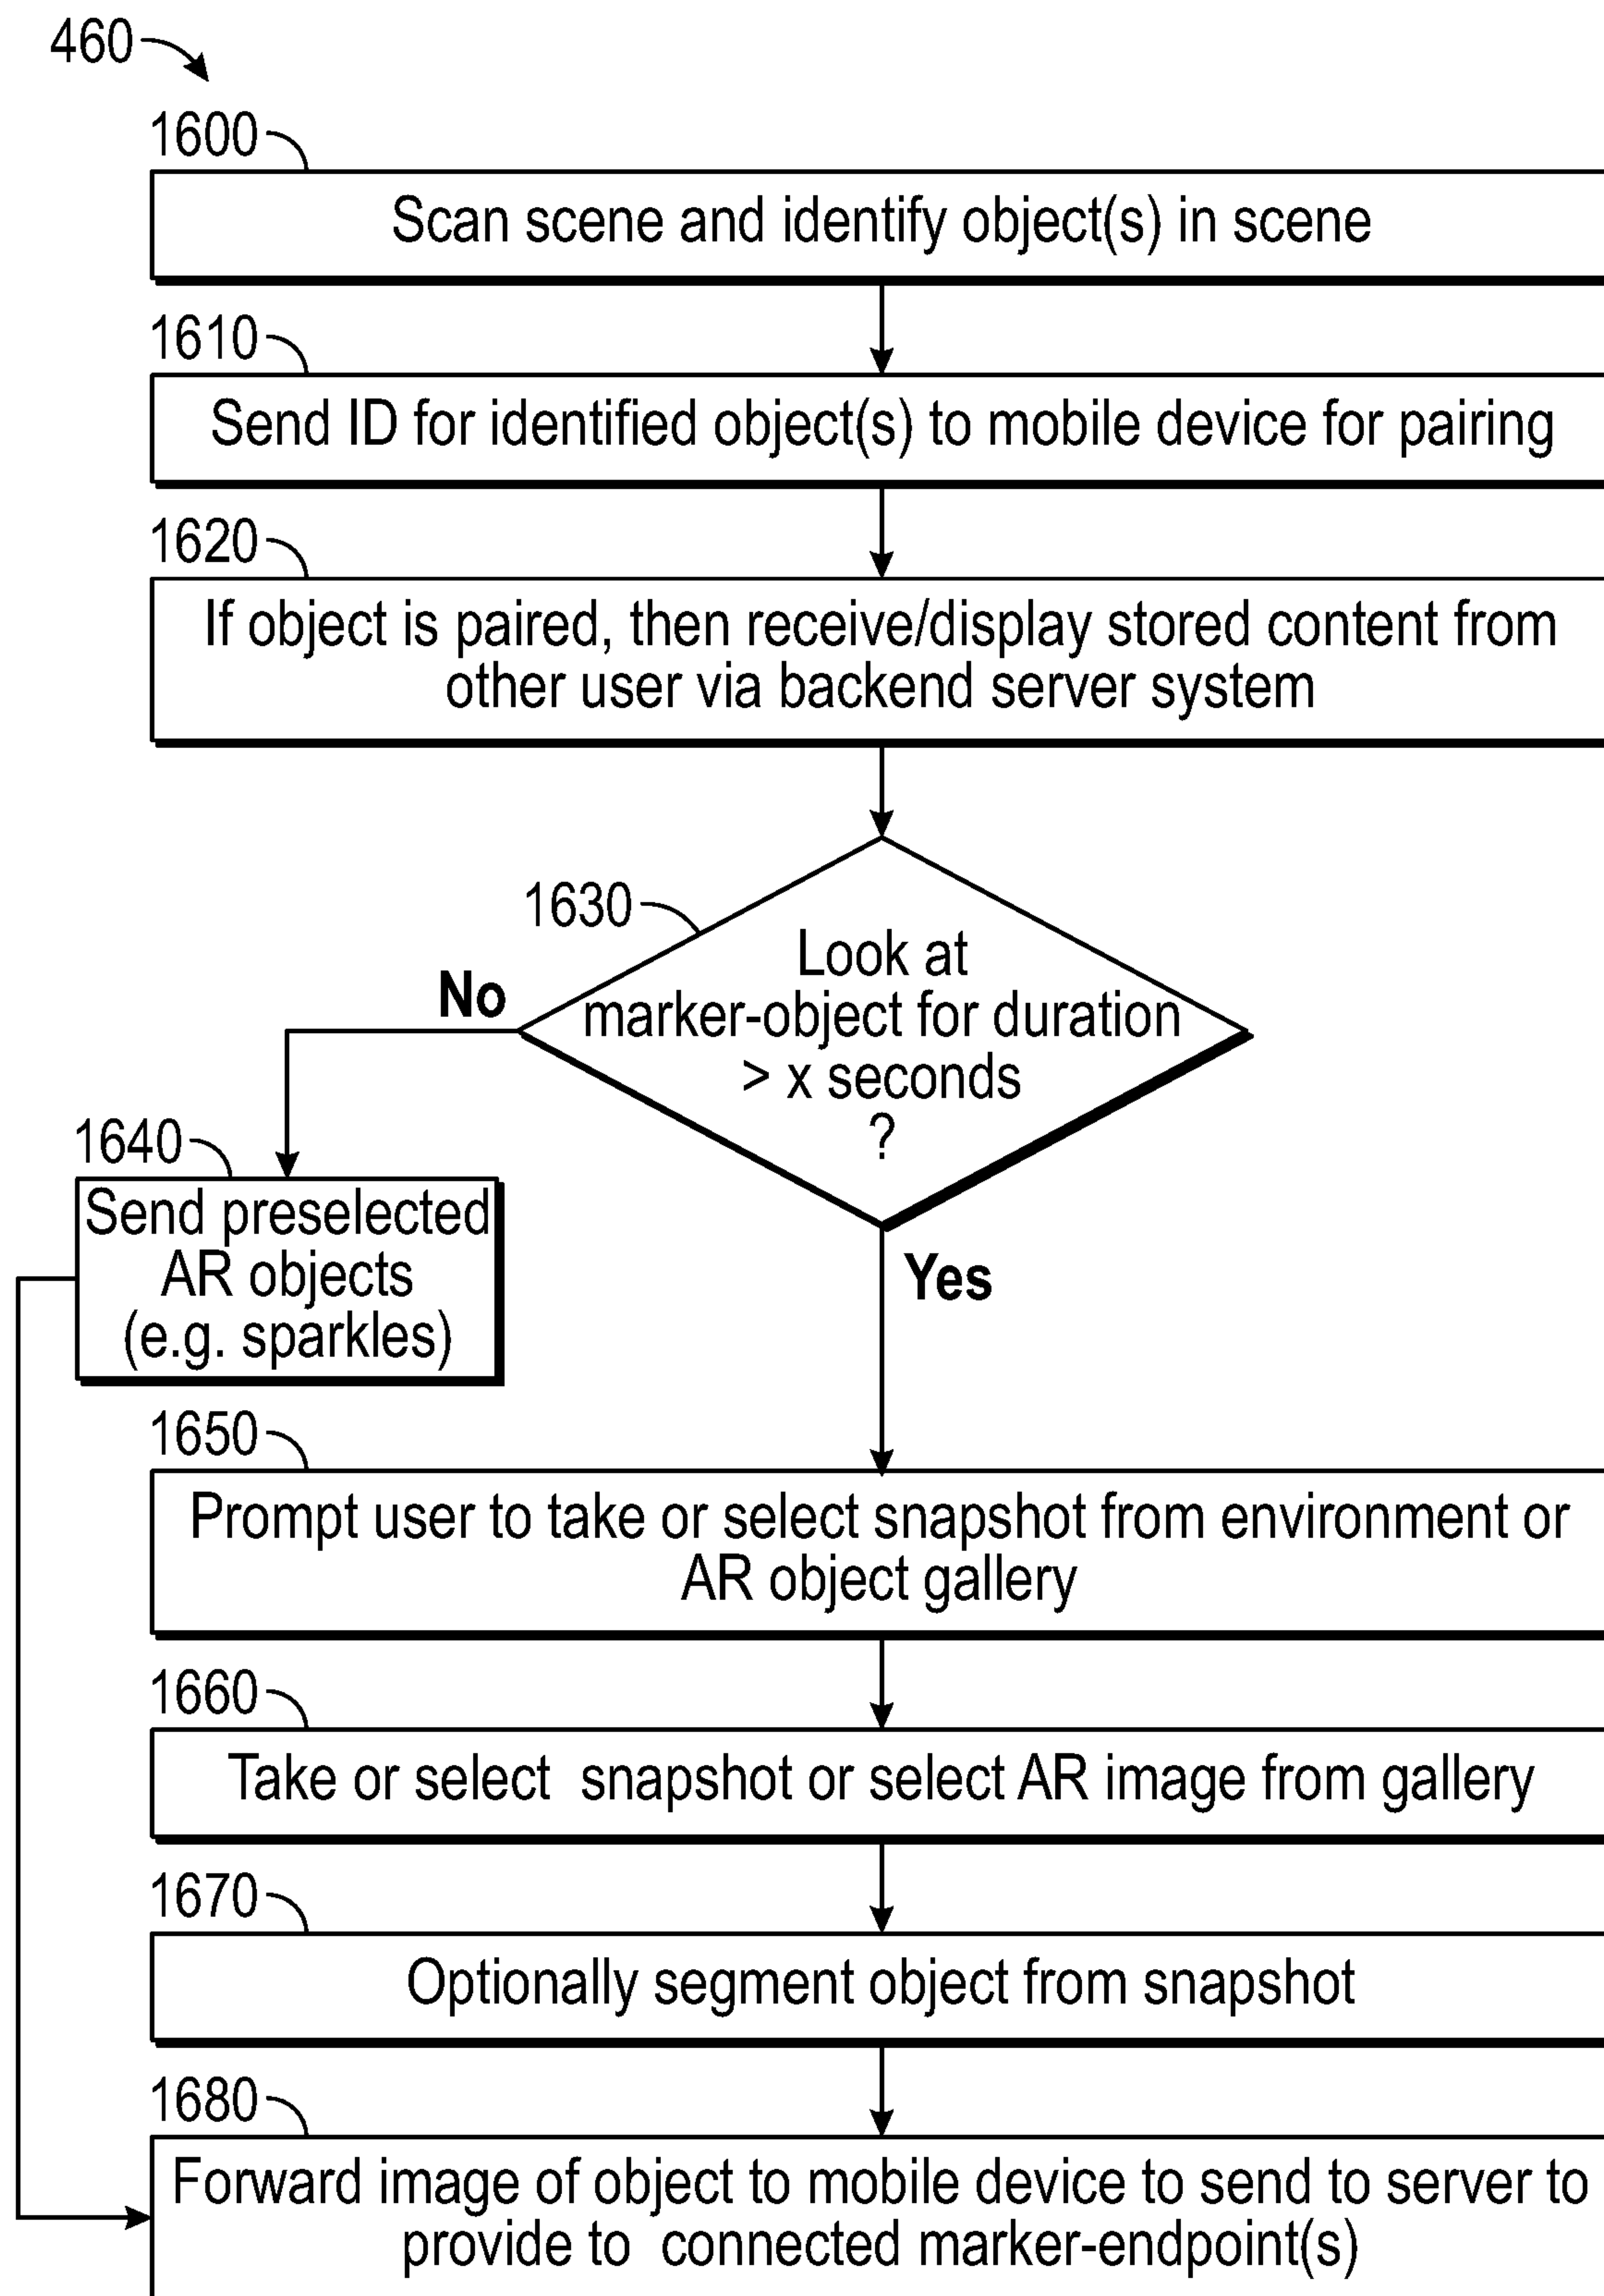 460
1600
Scan scene and identify object(s) in scene
1610
Send ID for identified object(s) to mobile device for pairing
1620
If object is paired, then receive/display stored content from
other user via backend server system
1630
Look at
marker-object for duration
> x seconds
?
No
Yes
1640
Send preselected
AR objects
(e.g. sparkles)
1650
Prompt user to take or select snapshot from environment or
AR object gallery
1660
Take or select snapshot or select AR image from gallery
1670
Optionally segment object from snapshot
1680
Forward image of object to mobile device to send to server to
provide to connected marker-endpoint(s)